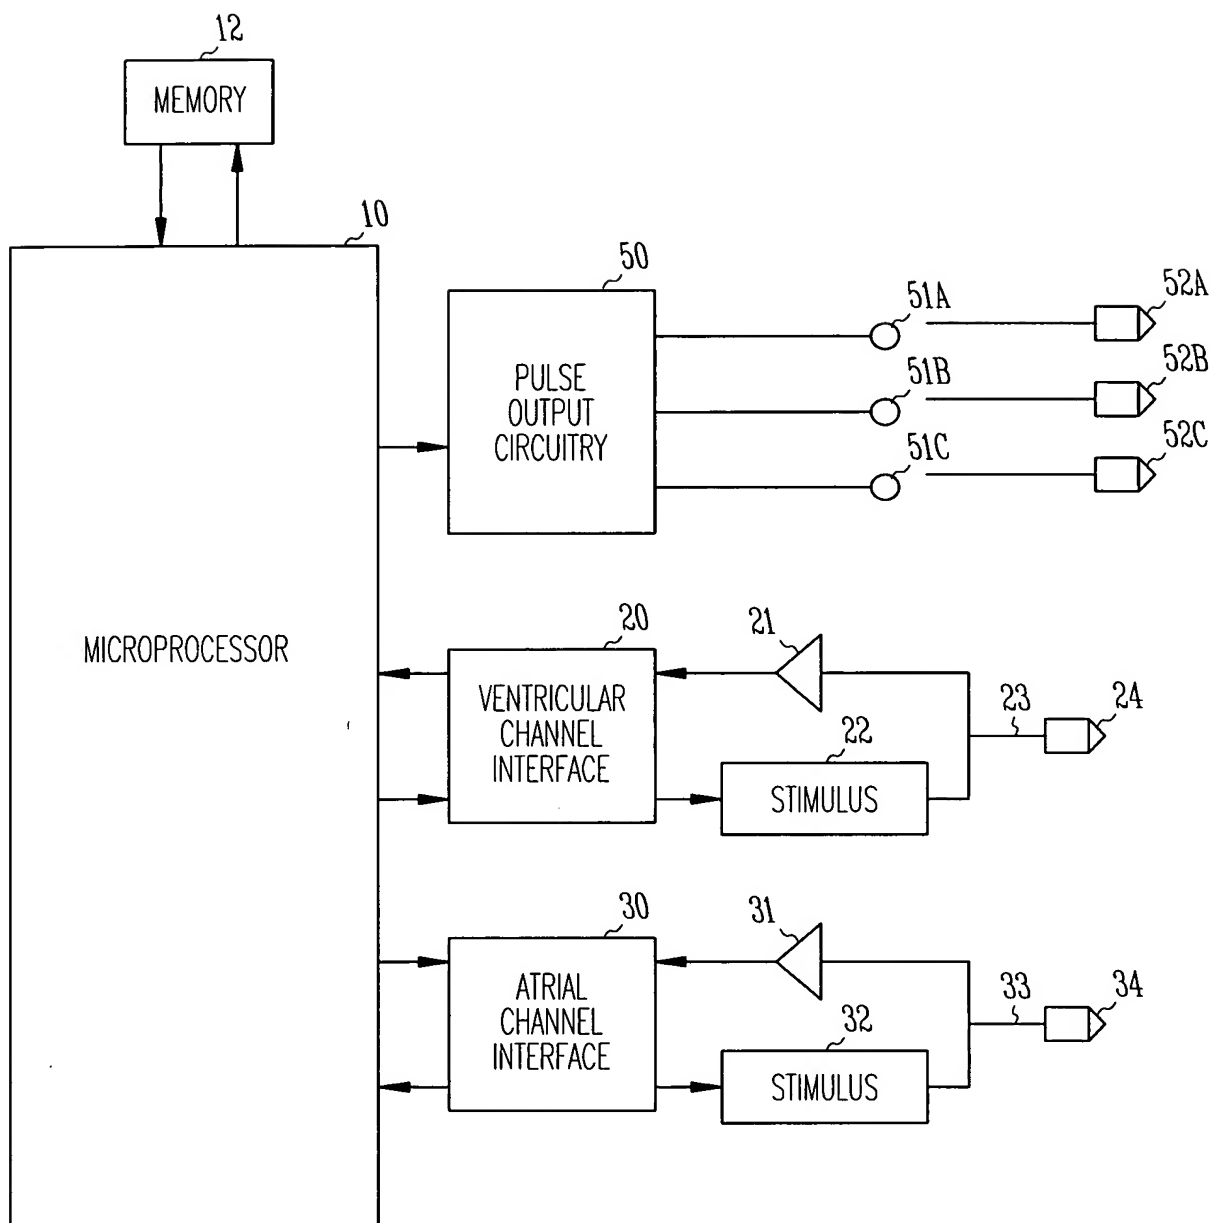 12
MEMORY
10
50
51A
52A
PULSE
OUTPUT
CIRCUITRY
51B
52B
51C
52C
MICROPROCESSOR
20
21
VENTRICULAR
CHANNEL
INTERFACE
22
STIMULUS
23
24
30
31
ATRIAL
CHANNEL
INTERFACE
32
STIMULUS
33
34